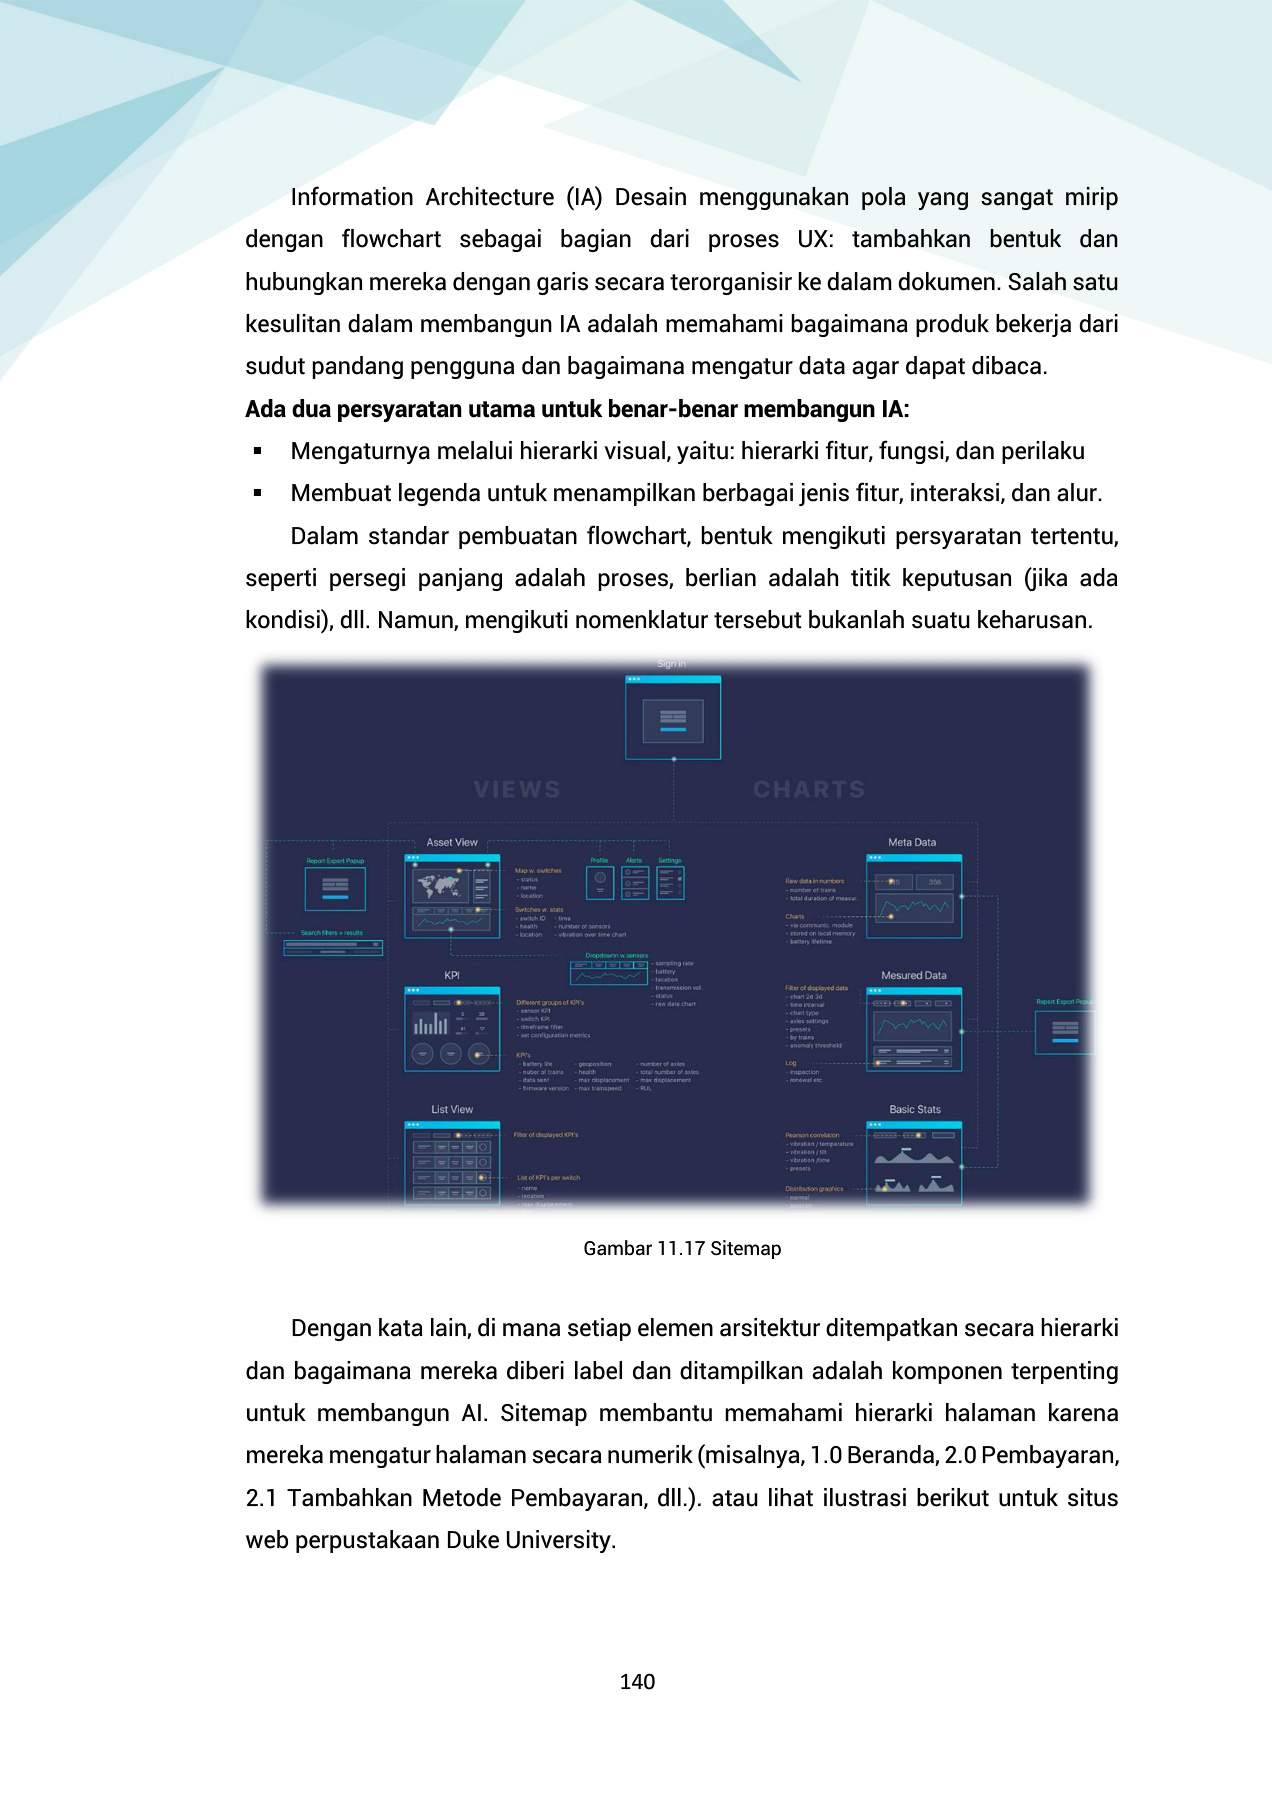 Information Architecture (IA) Desain menggunakan pola yang sangat mirip
dengan flowchart sebagai bagian dari proses UX: tambahkan bentuk dan
hubungkan mereka dengan garis secara terorganisir ke dalam dokumen. Salah satu
kesulitan dalam membangun IA adalah memahami bagaimana produk bekerja dari
sudut pandang pengguna dan bagaimana mengatur data agar dapat dibaca.
Ada dua persyaratan utama untuk benar-benar membangun IA:
▪ Mengaturnya melalui hierarki visual, yaitu: hierarki fitur, fungsi, dan perilaku
▪ Membuat legenda untuk menampilkan berbagai jenis fitur, interaksi, dan alur.
Dalam standar pembuatan flowchart, bentuk mengikuti persyaratan tertentu,
seperti persegi panjang adalah proses, berlian adalah titik keputusan (jika ada
kondisi), dll. Namun, mengikuti nomenklatur tersebut bukanlah suatu keharusan.
Sign in
VIEWS
CHARTS
Asset View
Report Export Popup
Search filters + results
Map w. switches
- status
- name
- location
Switches w. stats
- switch ID - time
- health - number of sensors
- location - vibration over time chart
Profile
Alerts
Settings
Dropdown w sensors
- sampling rate
- battery
- location
- transmission vol
- status
- raw data chart
KPI
Different groups of KPI's
- sensor KPI
- switch KPI
- timeframe filter
- set configuration metrics
KPI's
- battery life - geoposition - number of axles
- nuber of trains - health - total number of axles
- data sent - max displacement - max displacement
- firmware version - max trainspeed - RUL
List View
Filter of displayed KPI's
List of KPI's per switch
- name
- location
- max displacement
Meta Data
Raw data in numbers
- number of trains
- total duration of measur.
356
Charts
- via communic. module
- stored on local memory
- battery lifetime
Mesured Data
Filter of displayed data
- chart 2d 3d
- time interval
- chart type
- axles settings
- presets
- by trains
- anomaly threshold
Log
- inspection
- renewal etc
Report Export Popup
Basic Stats
Pearson correlation
- vibration / temperature
- vibration / tilt
- vibration /time
- presets
Distribution graphics
- normal
Gambar 11.17 Sitemap
Dengan kata lain, di mana setiap elemen arsitektur ditempatkan secara hierarki
dan bagaimana mereka diberi label dan ditampilkan adalah komponen terpenting
untuk membangun AI. Sitemap membantu memahami hierarki halaman karena
mereka mengatur halaman secara numerik (misalnya, 1.0 Beranda, 2.0 Pembayaran,
2.1 Tambahkan Metode Pembayaran, dll.). atau lihat ilustrasi berikut untuk situs
web perpustakaan Duke University.
140